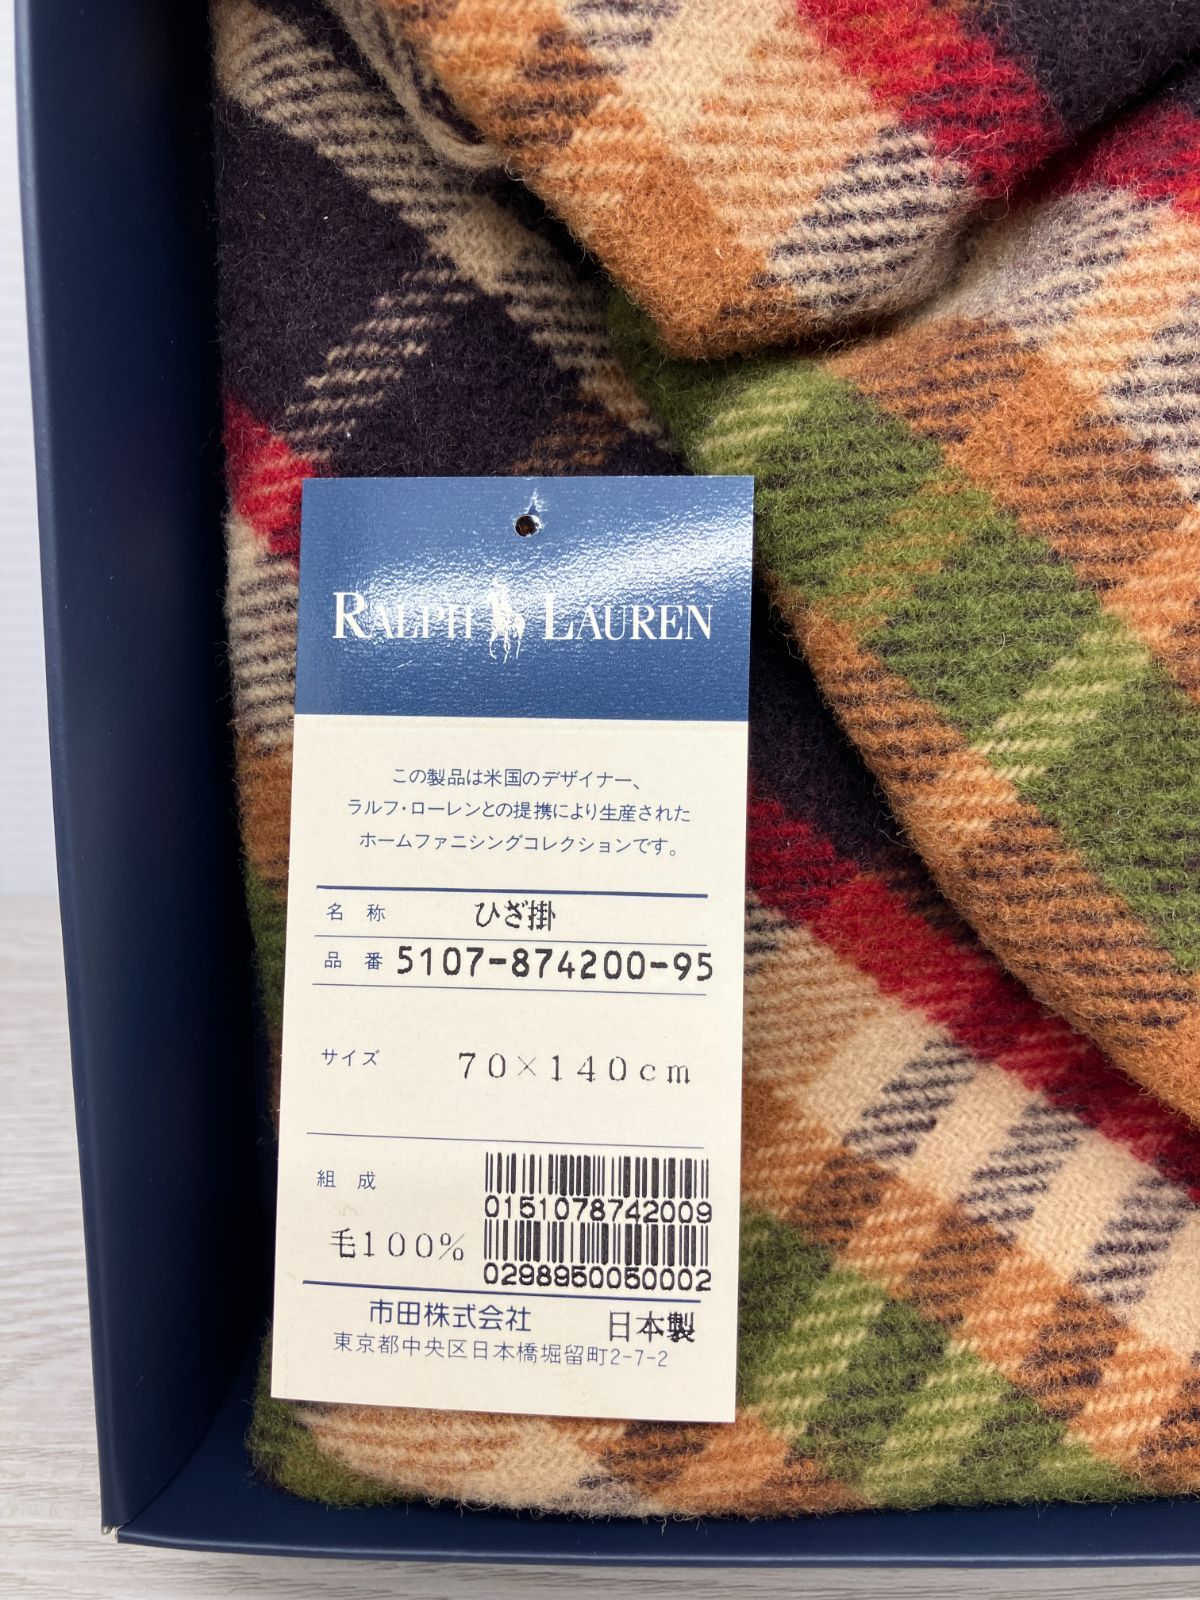 RALPH LAUREN
この製品は米国のデザイナー、
ラルフ・ローレンとの提携により生産された
ホームファニシングコレクションです。
名 称 ひざ掛
品 番 5107-874200-95
サイズ 70×140cm
組 成
毛100%
0151078742009
0298950050002
市田株式会社 日本製
東京都中央区日本橋堀留町2-7-2